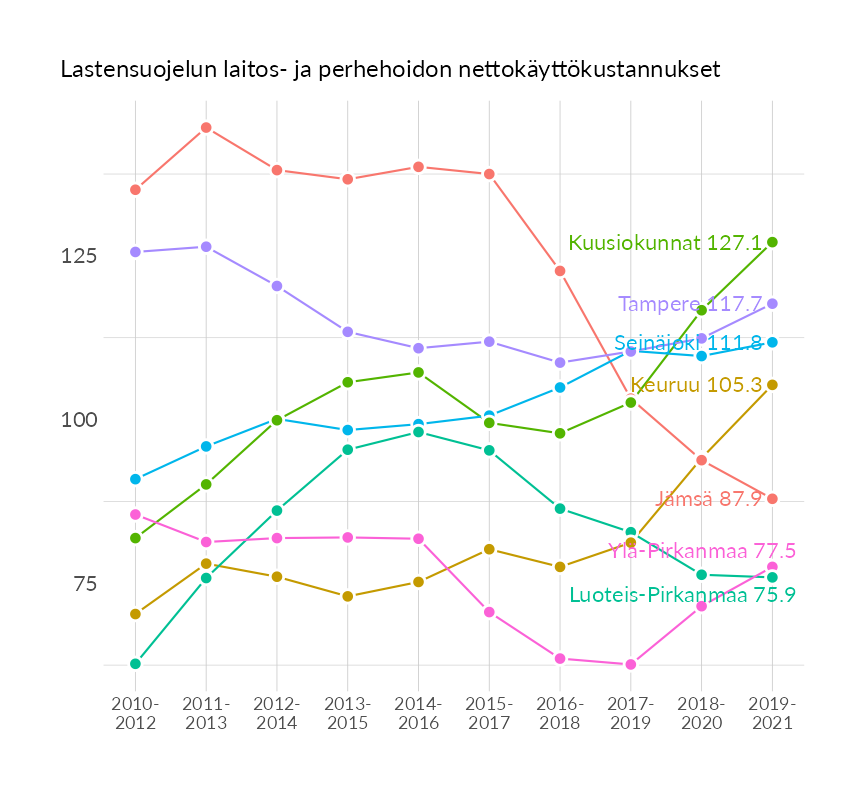 Lastensuojelun laitos- ja perhehoidon nettokäyttökustannukset
Kuusiokunnat 127.1
125
Tampere 117.7
Seinäjoki 111.8
Keuruu 105.3
100
Jämsä 87.9
Ylä-Pirkanmaa 77.5
75
Luoteis-Pirkanmaa 75.9
2010- 2011- 2012- 2013- 2014- 2015- 2016- 2017- 2018- 2019-
2012 2013 2014 2015 2016 2017 2018 2019 2020 2021